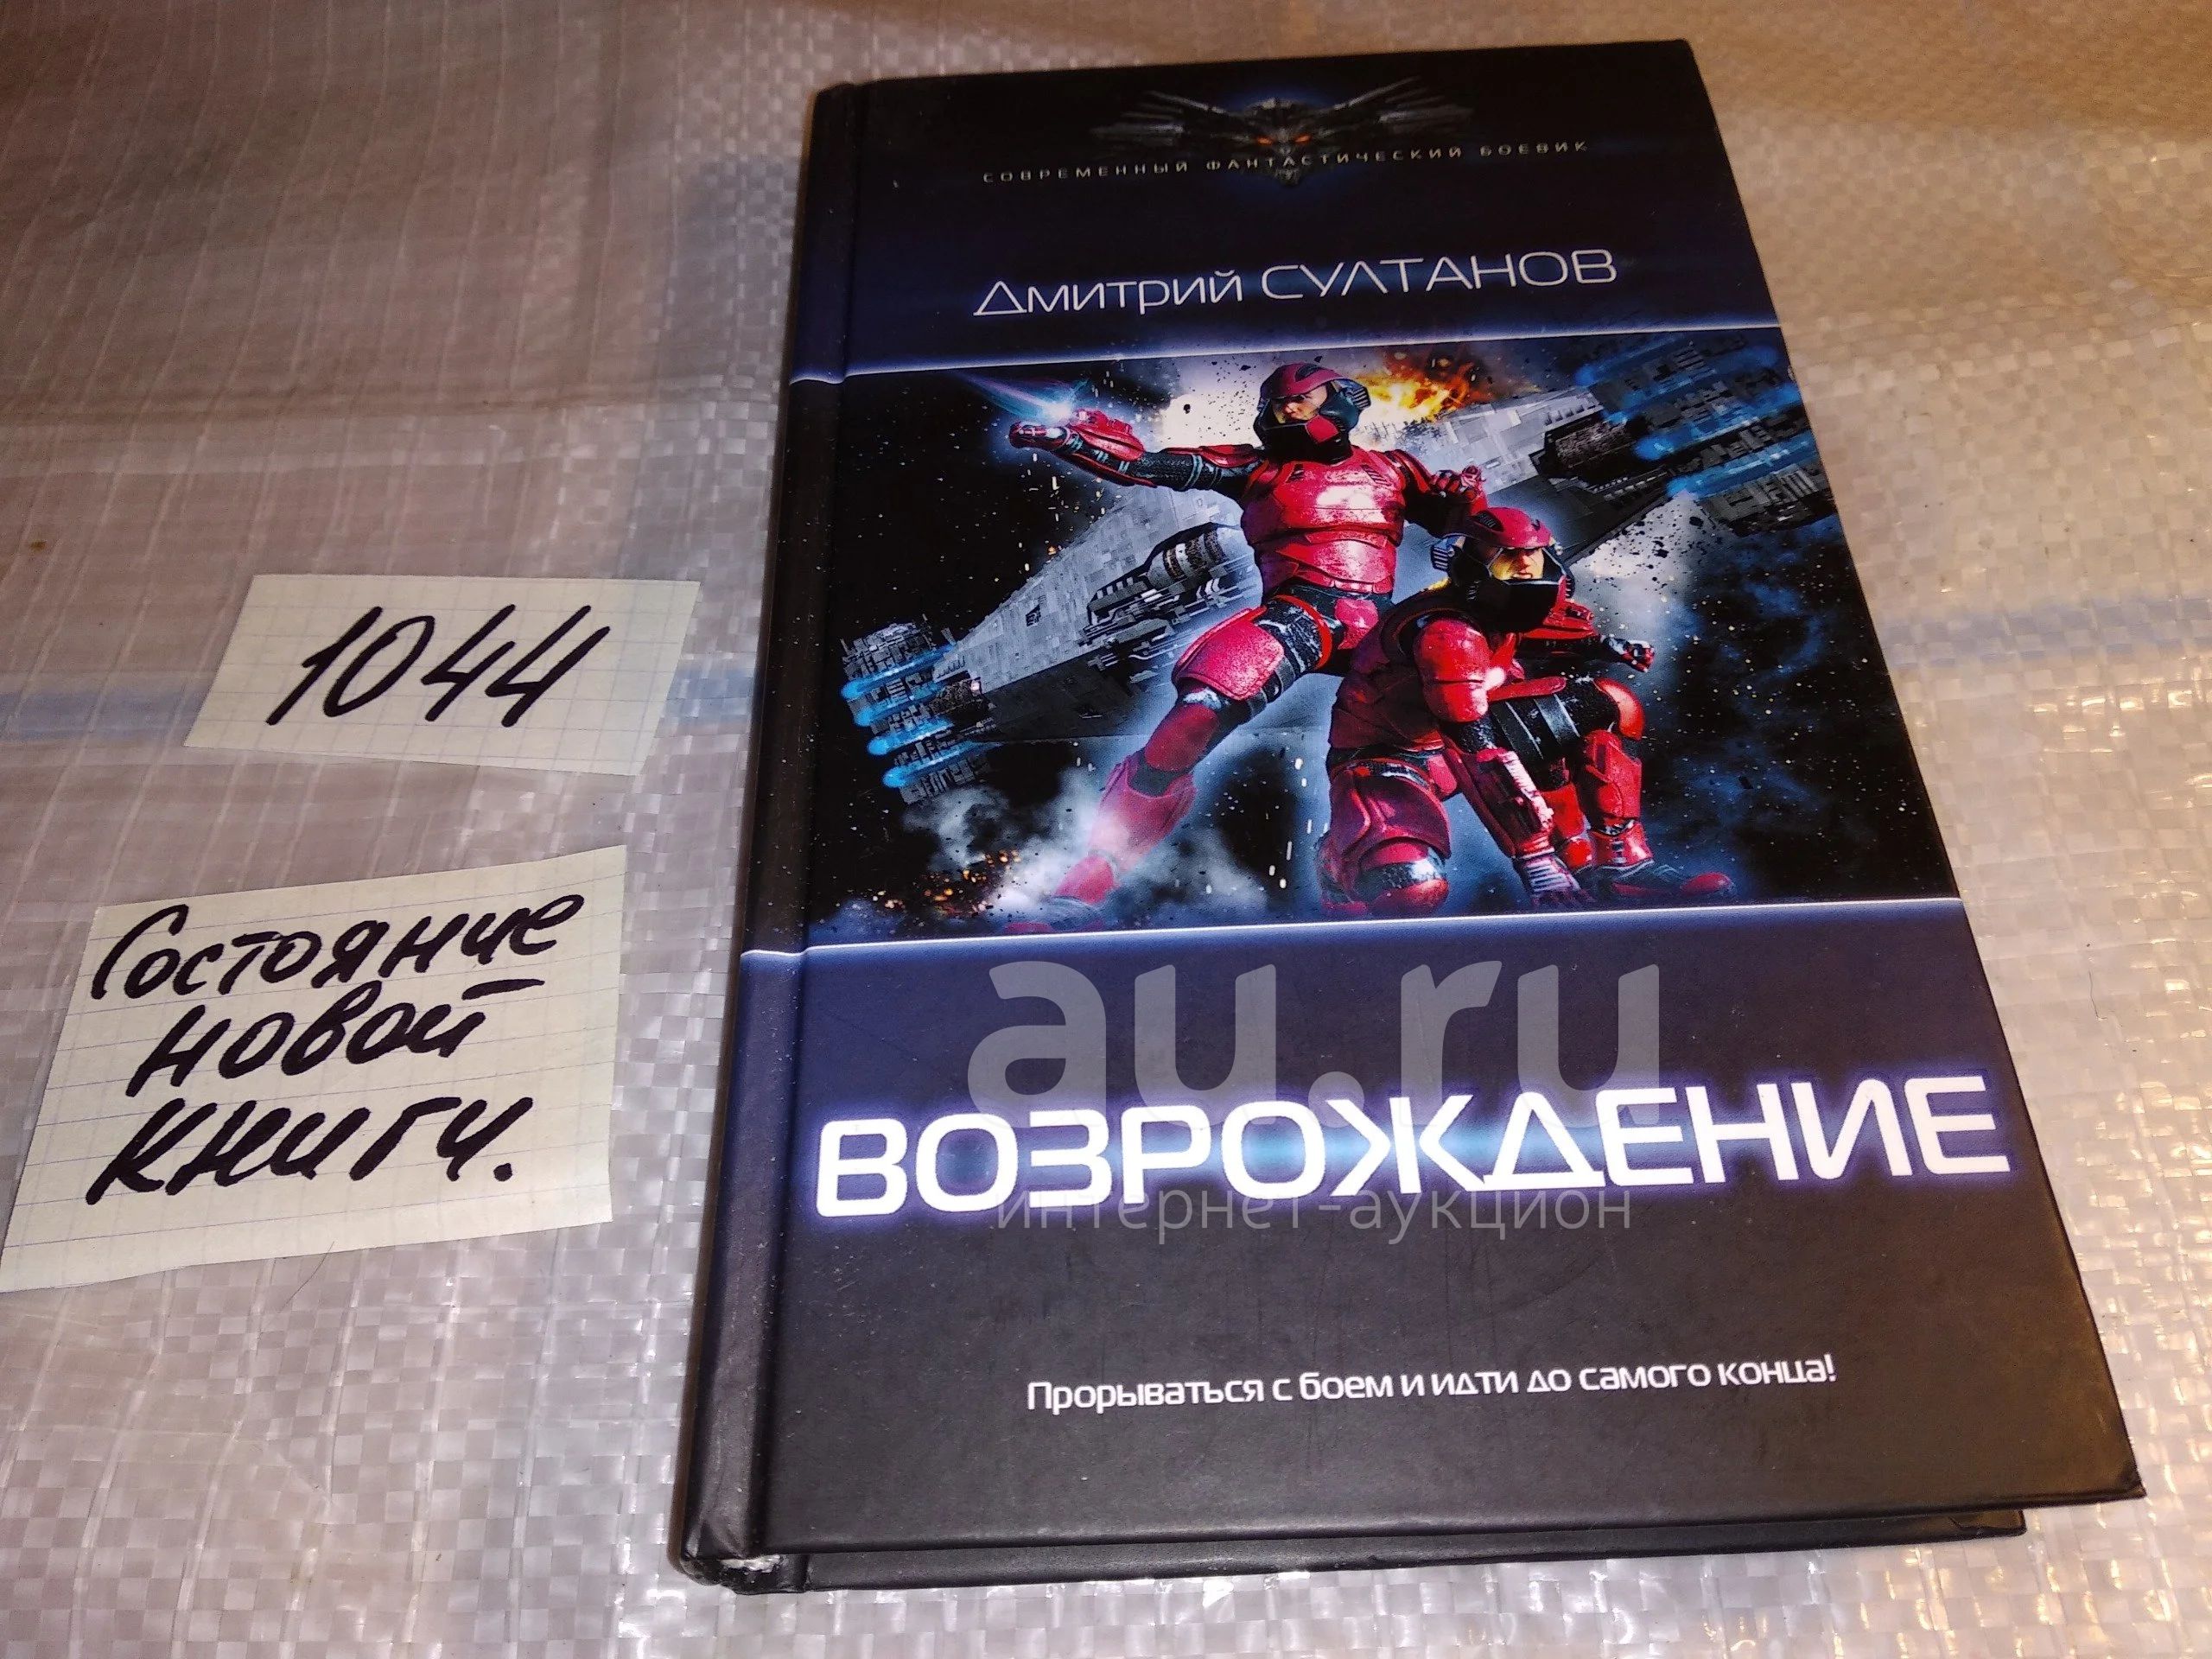 СОВРЕМЕННЫЙ ФАНТАСТИЧЕСКИЙ БОЕВИК
Дмитрий СУЛТАНОВ
1044
Состояние
новой
книги.
au.ru
ВОЗРОЖДЕНИЕ
интернет-аукцион
Прорываться с боем и идти до самого конца!